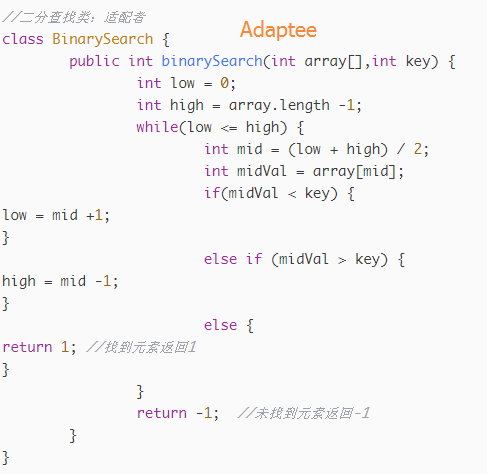 //二分查找类：适配者
Adaptee
class BinarySearch {
public int binarySearch(int array[],int key) {
int low = 0;
int high = array.length -1;
while(low <= high) {
int mid = (low + high) / 2;
int midVal = array[mid];
if(midVal < key) {
low = mid +1;
}
else if (midVal > key) {
high = mid -1;
}
else {
return 1; //找到元素返回1
}
}
return -1;  //未找到元素返回-1
}
}